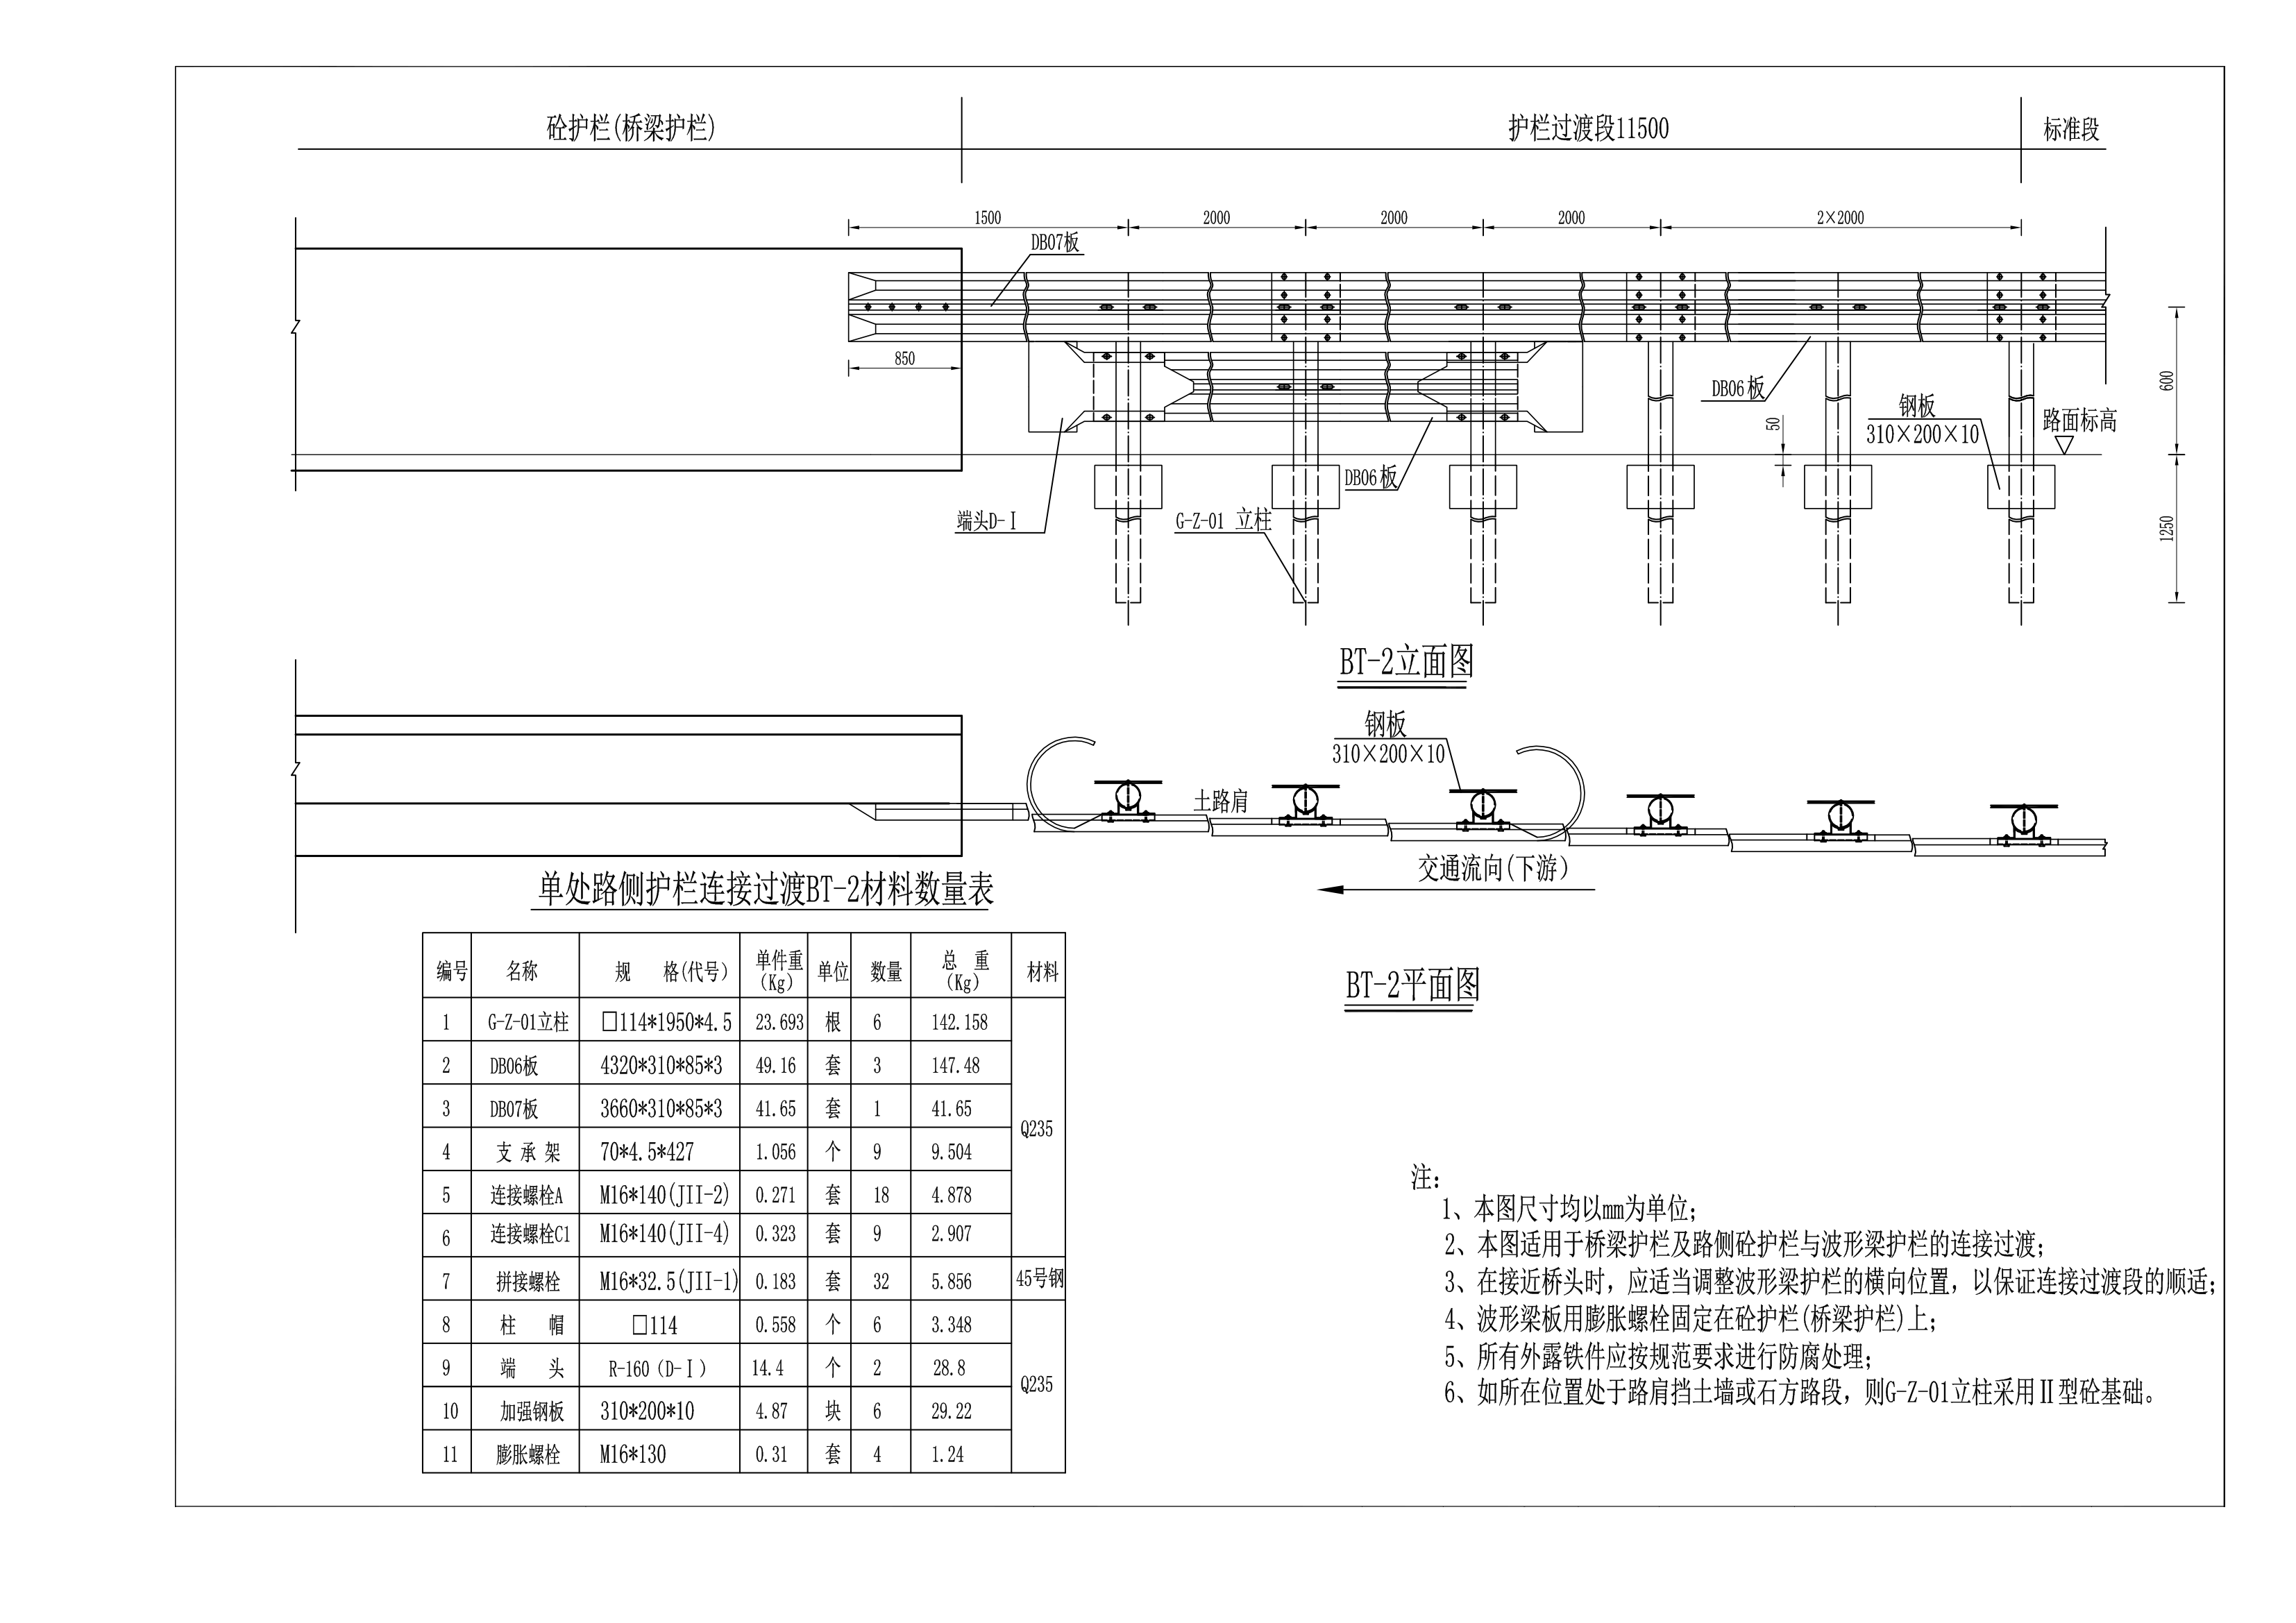 砼护栏(桥梁护栏)
护栏过渡段11500
标准段
1500
2000
2000
2000
2×2000
DB07板
850
DB06板
钢板
310×200×10
路面标高
50
600
1250
DB06板
端头D-Ⅰ
G-Z-01 立柱
BT-2立面图
钢板
310×200×10
土路肩
交通流向(下游)
BT-2平面图
单处路侧护栏连接过渡BT-2材料数量表
编号 名称 规 格(代号) 单件重(Kg) 单位 数量 总 重(Kg) 材料
1 G-Z-01立柱 □114*1950*4.5 23.693 根 6 142.158
2 DB06板 4320*310*85*3 49.16 套 3 147.48
3 DB07板 3660*310*85*3 41.65 套 1 41.65
Q235
4 支承架 70*4.5*427 1.056 个 9 9.504
5 连接螺栓A M16*140(JII-2) 0.271 套 18 4.878
6 连接螺栓C1 M16*140(JII-4) 0.323 套 9 2.907
7 拼接螺栓 M16*32.5(JII-1) 0.183 套 32 5.856 45号钢
8 柱 帽 □114 0.558 个 6 3.348
9 端 头 R-160 (D-Ⅰ) 14.4 个 2 28.8
Q235
10 加强钢板 310*200*10 4.87 块 6 29.22
11 膨胀螺栓 M16*130 0.31 套 4 1.24
注:
1、本图尺寸均以mm为单位;
2、本图适用于桥梁护栏及路侧砼护栏与波形梁护栏的连接过渡;
3、在接近桥头时，应适当调整波形梁护栏的横向位置，以保证连接过渡段的顺适;
4、波形梁板用膨胀螺栓固定在砼护栏(桥梁护栏)上;
5、所有外露铁件应按规范要求进行防腐处理;
6、如所在位置处于路肩挡土墙或石方路段，则G-Z-01立柱采用Ⅱ型砼基础。